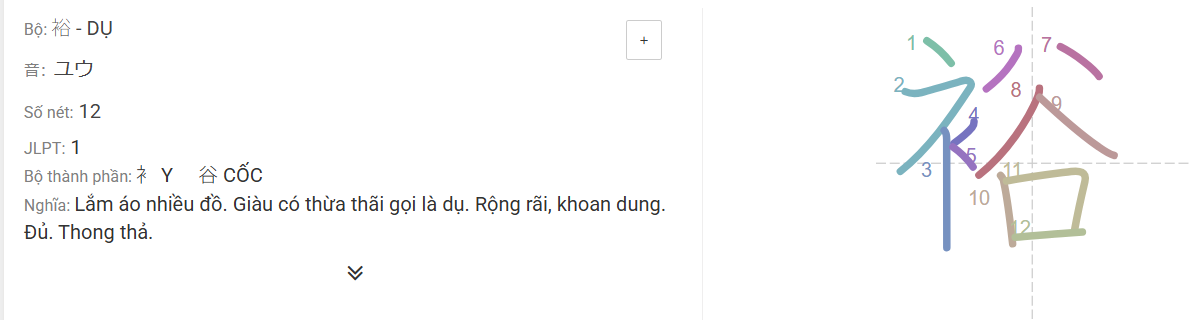 Bộ: 裕 - DỤ
+
音: ユウ
Số nét: 12
JLPT: 1
Bộ thành phần: 衤 Y 谷 CỐC
Nghĩa: Lắm áo nhiều đồ. Giàu có thừa thãi gọi là dụ. Rộng rãi, khoan dung.
Đủ. Thong thả.
裕
1
2
3
4
5
6
7
8
9
10
11
12